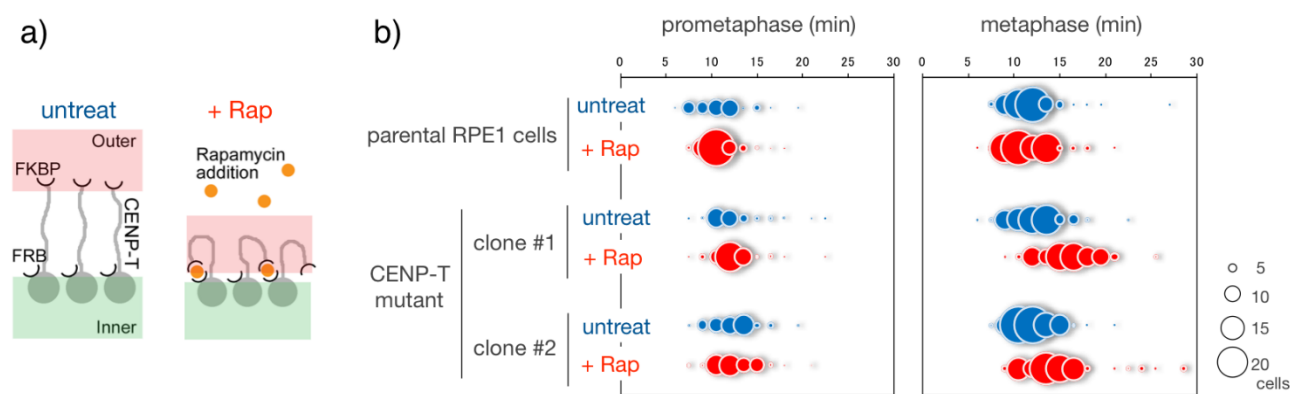 a)
untreat
+ Rap
Outer
FKBP
Rapamycin
addition
CENP-T
FRB
Inner
b)
prometaphase (min)
metaphase (min)
0 5 10 15 20 25 30
0 5 10 15 20 25 30
parental RPE1 cells
untreat
+ Rap
CENP-T
mutant
clone #1
untreat
+ Rap
clone #2
untreat
+ Rap
5
10
15
20
cells